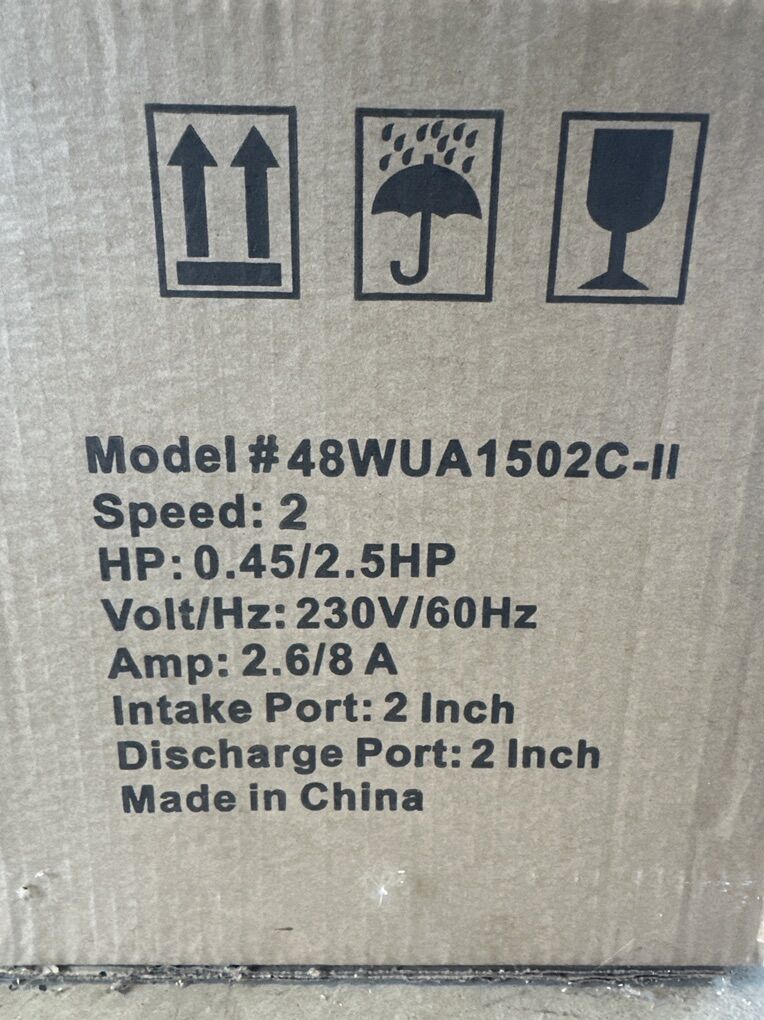 Model #48WUA1502C-II
Speed: 2
HP: 0.45/2.5HP
Volt/Hz: 230V/60Hz
Amp: 2.6/8 A
Intake Port: 2 Inch
Discharge Port: 2 Inch
Made in China